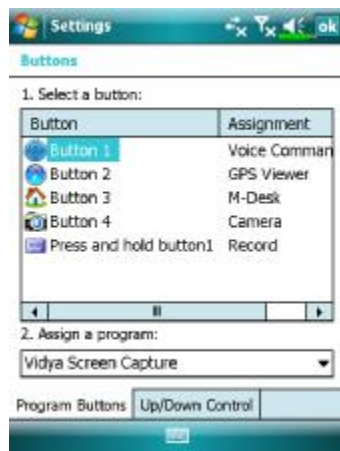 Settings
ok
Buttons
1. Select a button:
Button Assignment
Button 1 Voice Comman
Button 2 GPS Viewer
Button 3 M-Desk
Button 4 Camera
Press and hold button1 Record
2. Assign a program:
Vidya Screen Capture
Program Buttons Up/Down Control